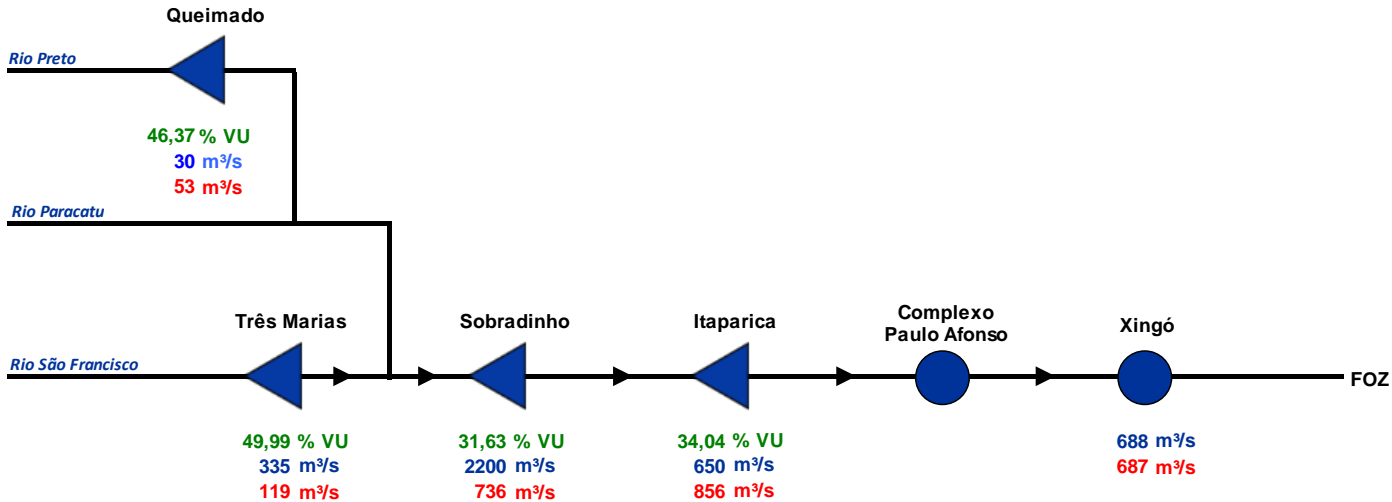 Queimado
Rio Preto
46,37 % VU
30 m³/s
53 m³/s
Rio Paracatu
Três Marias
Sobradinho
Itaparica
Complexo
Paulo Afonso
Xingó
Rio São Francisco
FOZ
49,99 % VU
335 m³/s
119 m³/s
31,63 % VU
2200 m³/s
736 m³/s
34,04 % VU
650 m³/s
856 m³/s
688 m³/s
687 m³/s